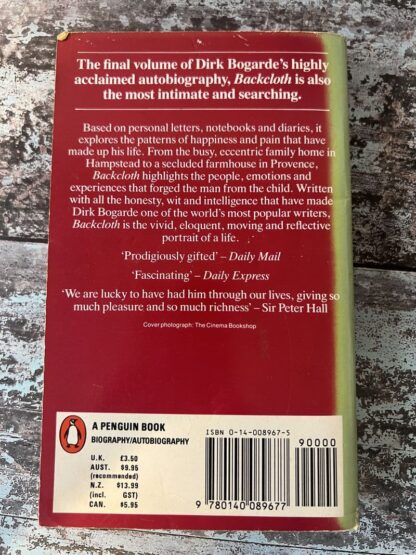 The final volume of Dirk Bogarde's highly
acclaimed autobiography, Backcloth is also
the most intimate and searching.
Based on personal letters, notebooks and diaries, it
explores the patterns of happiness and pain that have
made up his life. From the busy, eccentric family home in
Hampstead to a secluded farmhouse in Provence,
Backcloth highlights the people, emotions and
experiences that forged the man from the child. Written
with all the honesty, wit and intelligence that have made
Dirk Bogarde one of the world's most popular writers,
Backcloth is the vivid, eloquent, moving and reflective
portrait of a life.
'Prodigiously gifted' – Daily Mail
'Fascinating' – Daily Express
'We are lucky to have had him through our lives, giving so
much pleasure and so much richness' – Sir Peter Hall
Cover photograph: The Cinema Bookshop
A PENGUIN BOOK
BIOGRAPHY/AUTOBIOGRAPHY
U.K. £3.50
AUST. $9.95
(recommended)
N.Z. $13.99
(incl. GST)
CAN. $5.95
ISBN 0-14-008967-5
90000
9 780140 089677